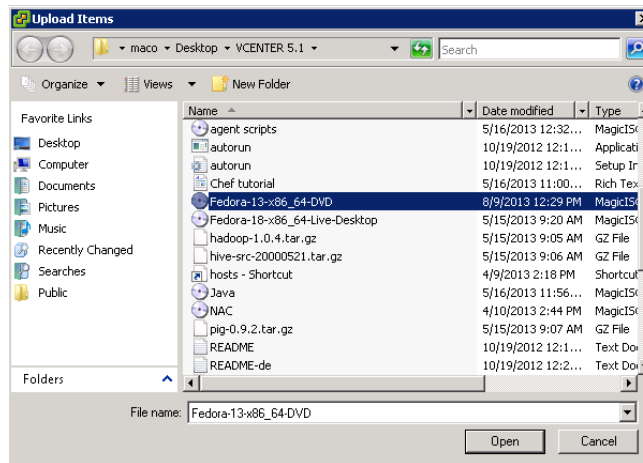 Upload Items
maco Desktop VCENTER 5.1 Search
Organize Views New Folder
Favorite Links
Desktop
Computer
Documents
Pictures
Music
Recently Changed
Searches
Public
Folders
Name Date modified Type
agent scripts 5/16/2013 12:32... MagicIS
autorun 10/19/2012 12:1... Applicati
autorun 10/19/2012 12:1... Setup Ir
Chef tutorial 5/16/2013 11:00... Rich Tex
Fedora-13-x86_64-DVD 8/9/2013 12:29 PM MagicIS
Fedora-18-x86_64-Live-Desktop 5/15/2013 9:20 AM MagicIS
hadoop-1.0.4.tar.gz 5/15/2013 9:05 AM GZ File
hive-src-20000521.tar.gz 5/15/2013 9:06 AM GZ File
hosts - Shortcut 4/9/2013 2:18 PM Shortcut
Java 5/16/2013 11:56... MagicIS
NAC 4/10/2013 2:44 PM MagicIS
pig-0.9.2.tar.gz 5/15/2013 9:07 AM GZ File
README 10/19/2012 12:1... Text Do
README-de 10/19/2012 12:2... Text Do
File name: Fedora-13-x86_64-DVD
Open Cancel